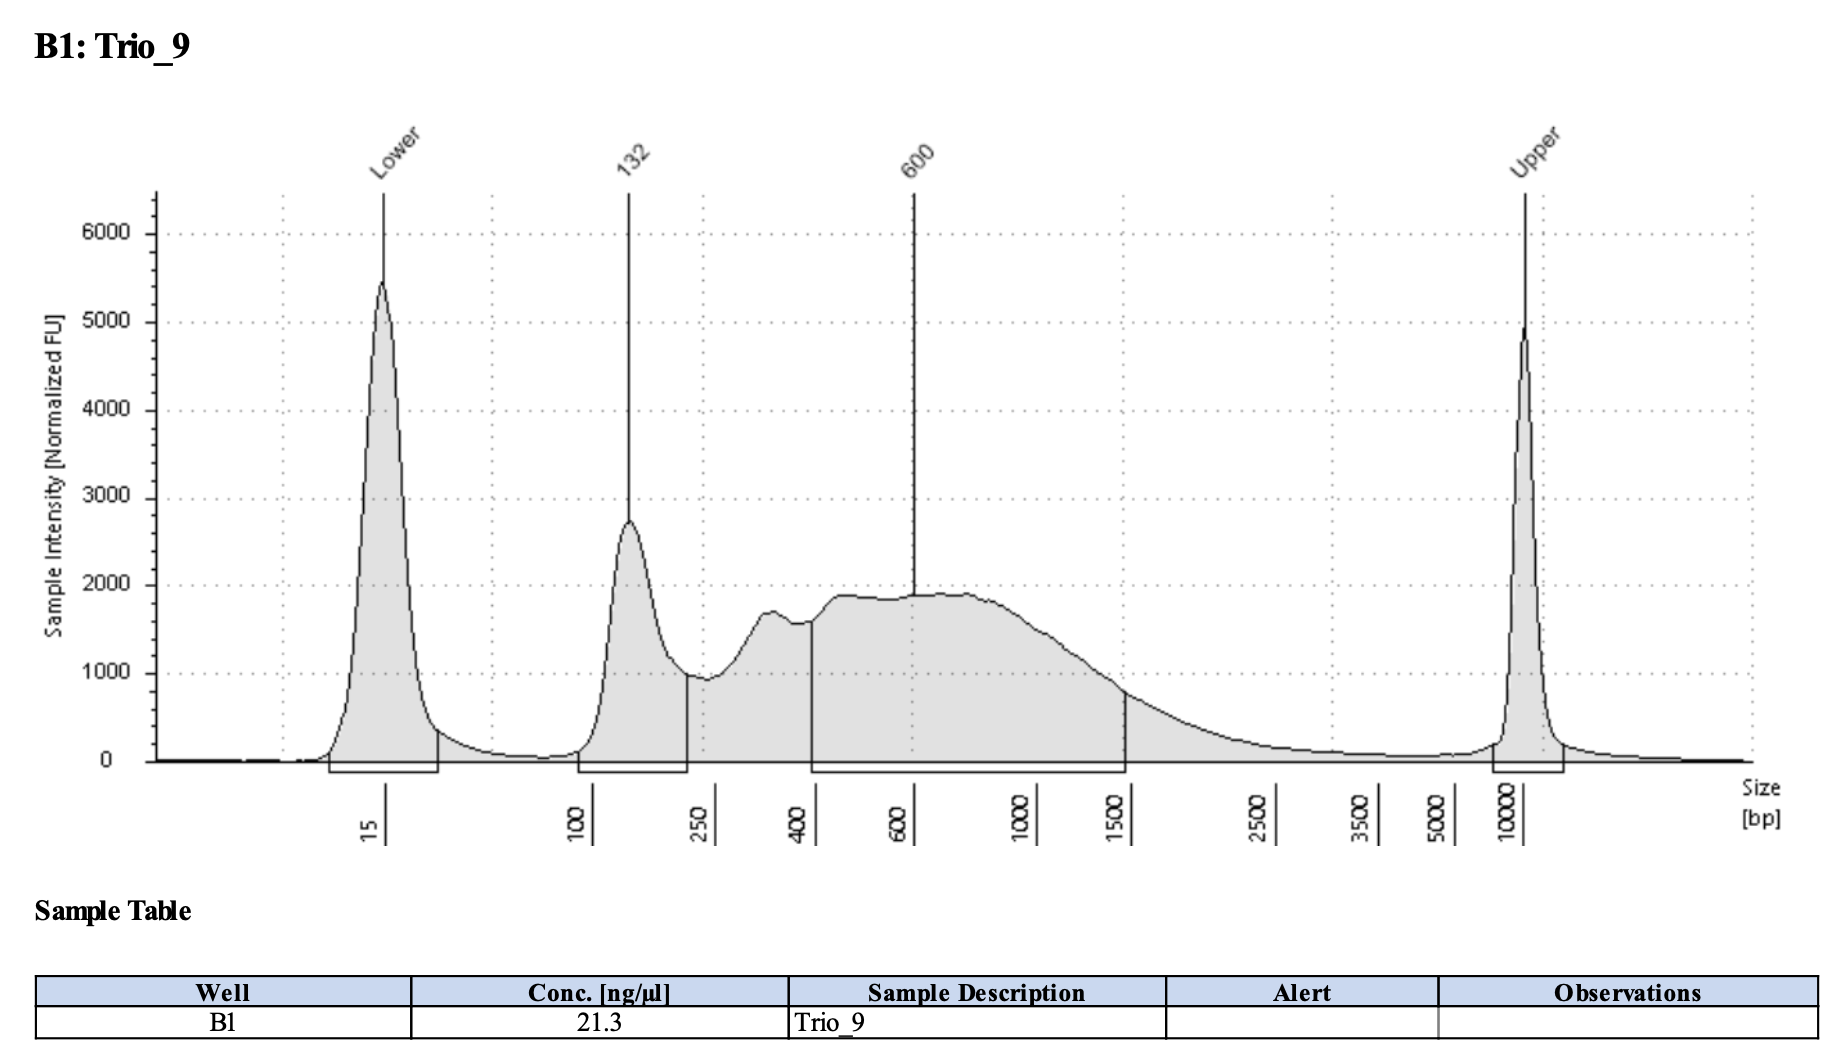 B1: Trio_9
Lower
132
600
Upper
Sample Intensity [Normalized FU]
6000
5000
4000
3000
2000
1000
0
15
100
250
400
600
1000
1500
2500
3500
5000
10000
Size
[bp]
Sample Table
Well Conc. [ng/µl] Sample Description Alert Observations
B1 21.3 Trio_9